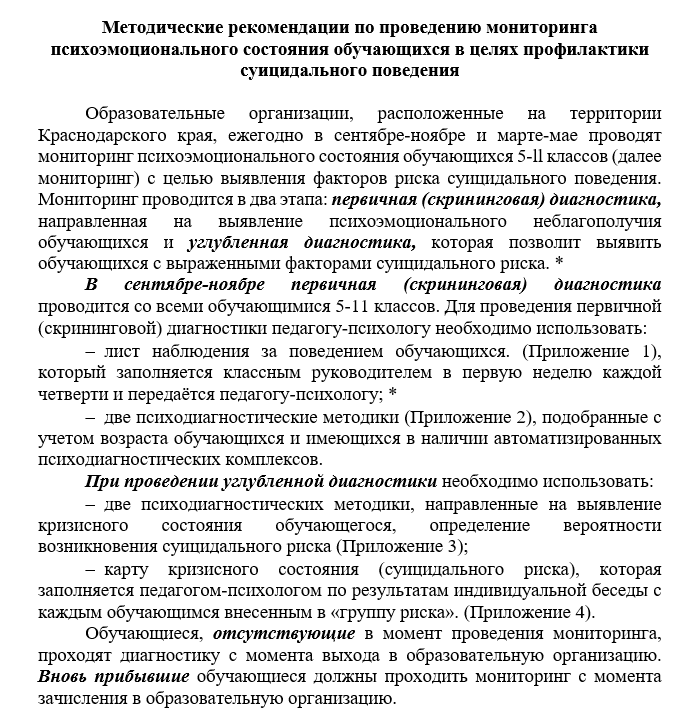 Методические рекомендации по проведению мониторинга
психоэмоционального состояния обучающихся в целях профилактики
суицидального поведения
Образовательные организации, расположенные на территории
Краснодарского края, ежегодно в сентябре-ноябре и марте-мае проводят
мониторинг психоэмоционального состояния обучающихся 5-ll классов (далее
мониторинг) с целью выявления факторов риска суицидального поведения.
Мониторинг проводится в два этапа: первичная (скрининговая) диагностика,
направленная на выявление психоэмоционального неблагополучия
обучающихся и углубленная диагностика, которая позволит выявить
обучающихся с выраженными факторами суицидального риска. *
В сентябре-ноябре первичная (скрининговая) диагностика
проводится со всеми обучающимися 5-11 классов. Для проведения первичной
(скрининговой) диагностики педагогу-психологу необходимо использовать:
– лист наблюдения за поведением обучающихся. (Приложение 1),
который заполняется классным руководителем в первую неделю каждой
четверти и передаётся педагогу-психологу; *
– две психодиагностические методики (Приложение 2), подобранные с
учетом возраста обучающихся и имеющихся в наличии автоматизированных
психодиагностических комплексов.
При проведении углубленной диагностики необходимо использовать:
– две психодиагностических методики, направленные на выявление
кризисного состояния обучающегося, определение вероятности
возникновения суицидального риска (Приложение 3);
– карту кризисного состояния (суицидального риска), которая
заполняется педагогом-психологом по результатам индивидуальной беседы с
каждым обучающимся внесенным в «группу риска». (Приложение 4).
Обучающиеся, отсутствующие в момент проведения мониторинга,
проходят диагностику с момента выхода в образовательную организацию.
Вновь прибывшие обучающиеся должны проходить мониторинг с момента
зачисления в образовательную организацию.